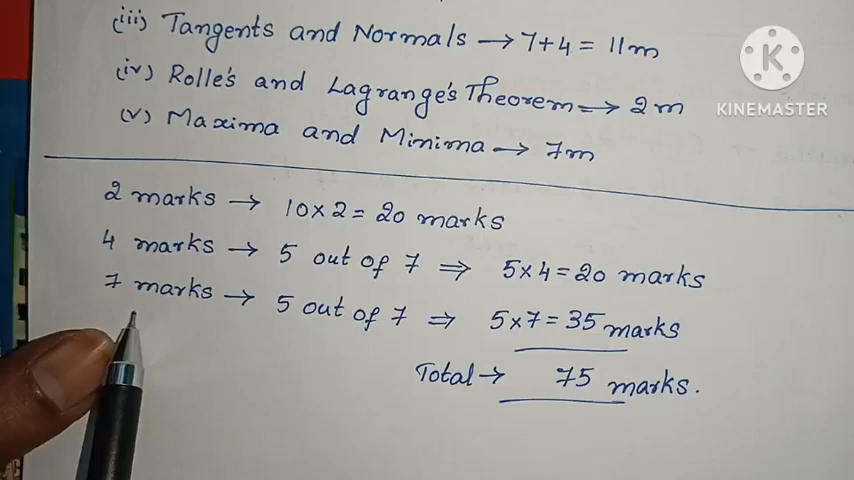 (iii) Tangents and Normals → 7+4 = 11m
(iv) Rolle's and Lagrange's Theorem ⟹ 2m
(v) Maxima and Minima → 7m
2 marks → 10×2 = 20 marks
4 marks → 5 out of 7 ⇒ 5×4 = 20 marks
7 marks → 5 out of 7 ⇒ 5×7 = 35 marks
Total → 75 marks.
K
KINEMASTER